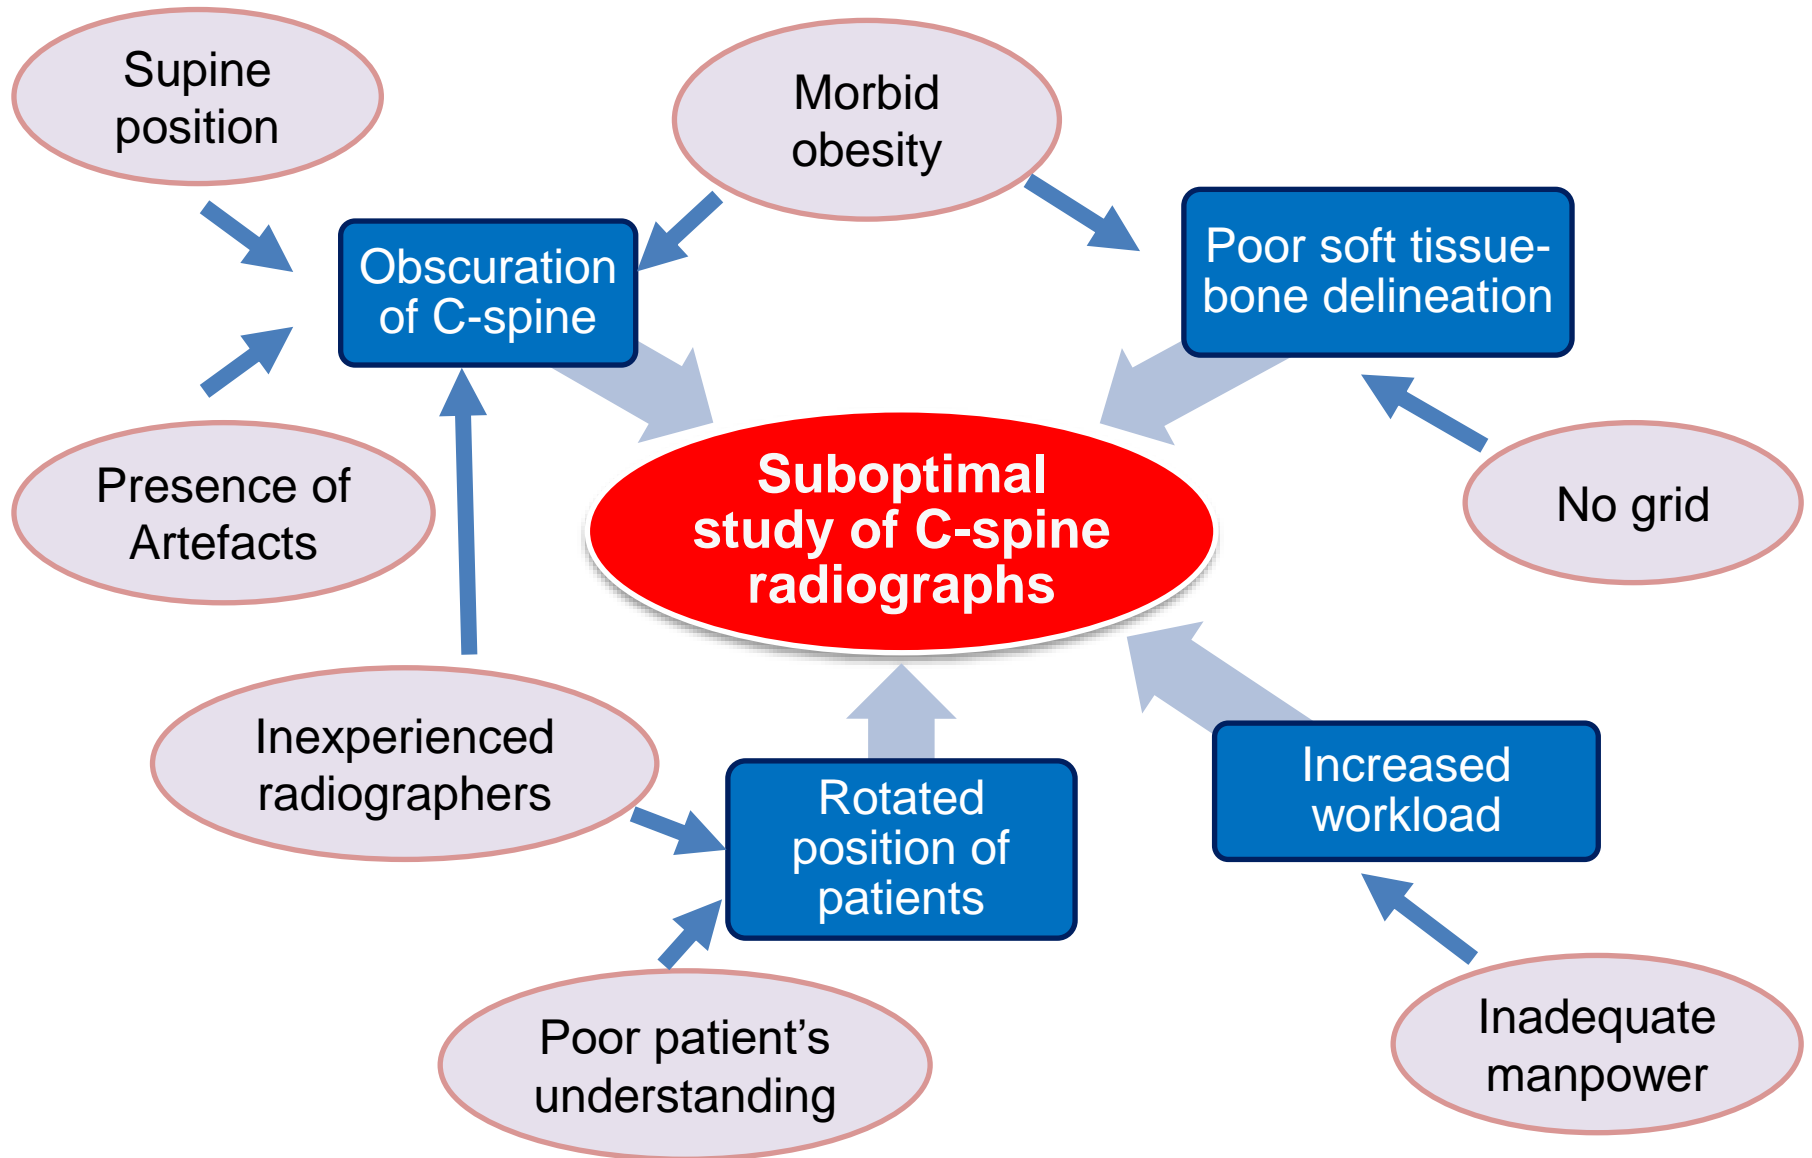 Supine
position
Morbid
obesity
Obscuration
of C-spine
Poor soft tissue-
bone delineation
Presence of
Artefacts
Suboptimal
study of C-spine
radiographs
No grid
Inexperienced
radiographers
Rotated
position of
patients
Increased
workload
Poor patient’s
understanding
Inadequate
manpower